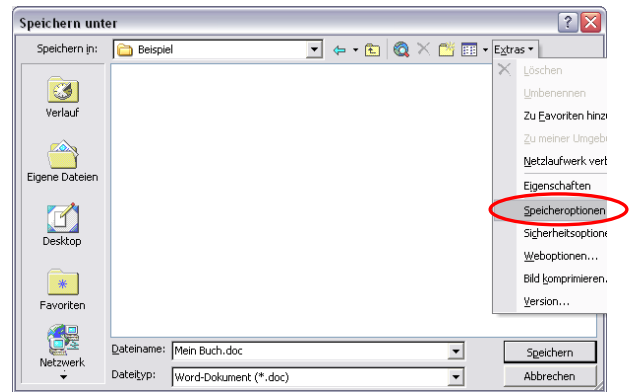 Speichern unter
Speichern in:
Beispiel
Extras
Löschen
Umbenennen
Zu Favoriten hinzu
Zu meiner Umgeb
Netzlaufwerk verb
Eigenschaften
Speicheroptionen
Sicherheitsoptione
Weboptionen...
Bild komprimieren.
Version...
Verlauf
Eigene Dateien
Desktop
Favoriten
Netzwerk
Dateiname:
Mein Buch.doc
Speichern
Dateityp:
Word-Dokument (*.doc)
Abbrechen